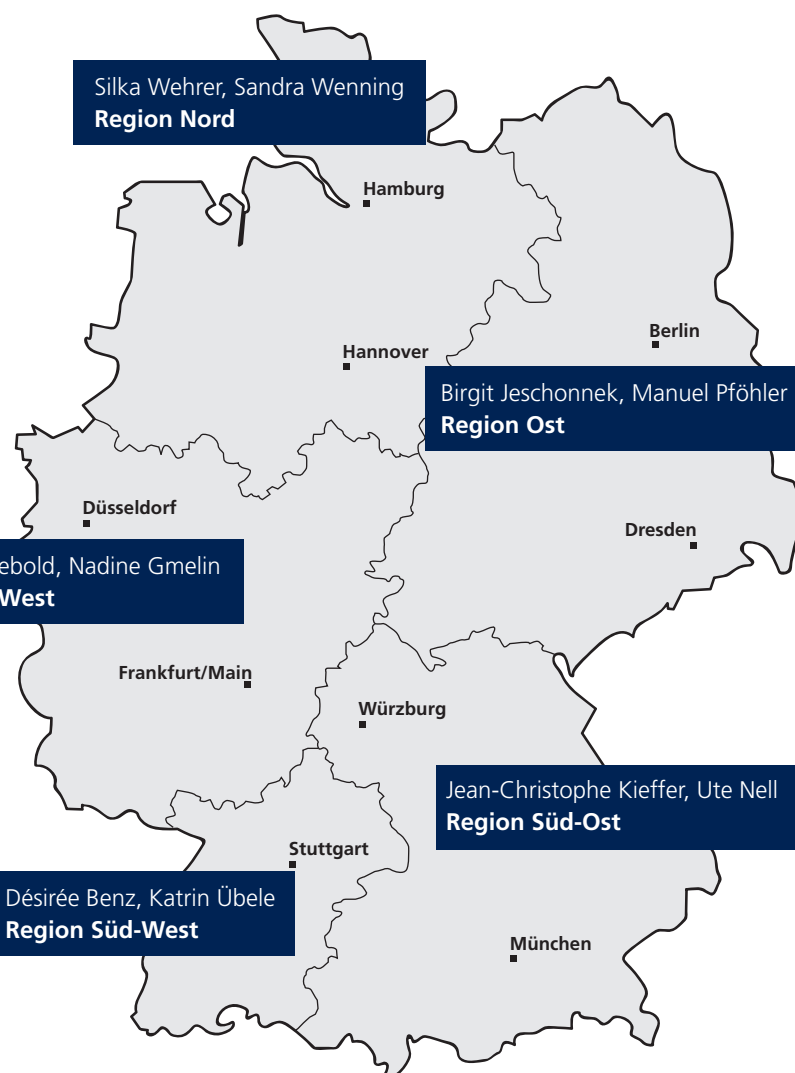 Silka Wehrer, Sandra Wenning
Region Nord
Hamburg
Hannover
Berlin
Birgit Jeschonnek, Manuel Pföhler
Region Ost
Düsseldorf
Dresden
Nadine Gmelin
West
Frankfurt/Main
Würzburg
Jean-Christophe Kieffer, Ute Nell
Region Süd-Ost
Stuttgart
Désirée Benz, Katrin Übele
Region Süd-West
München